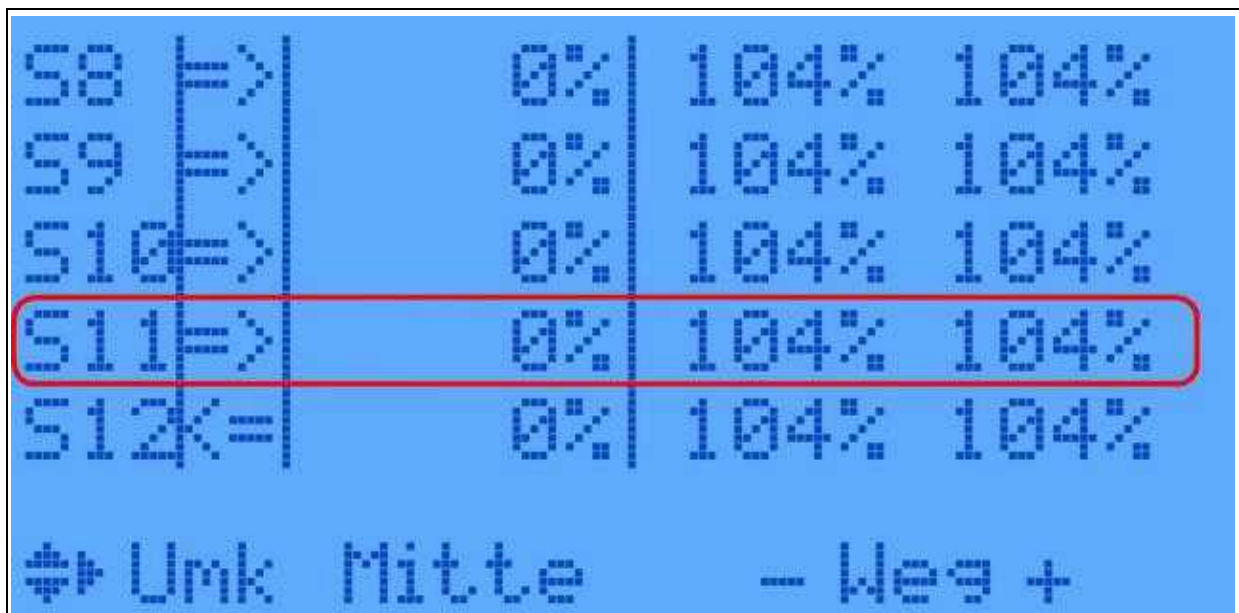 S8 => 0% 104% 104%
S9 => 0% 104% 104%
S10=> 0% 104% 104%
S11=> 0% 104% 104%
S12<= 0% 104% 104%
Umk Mitte - Weg +